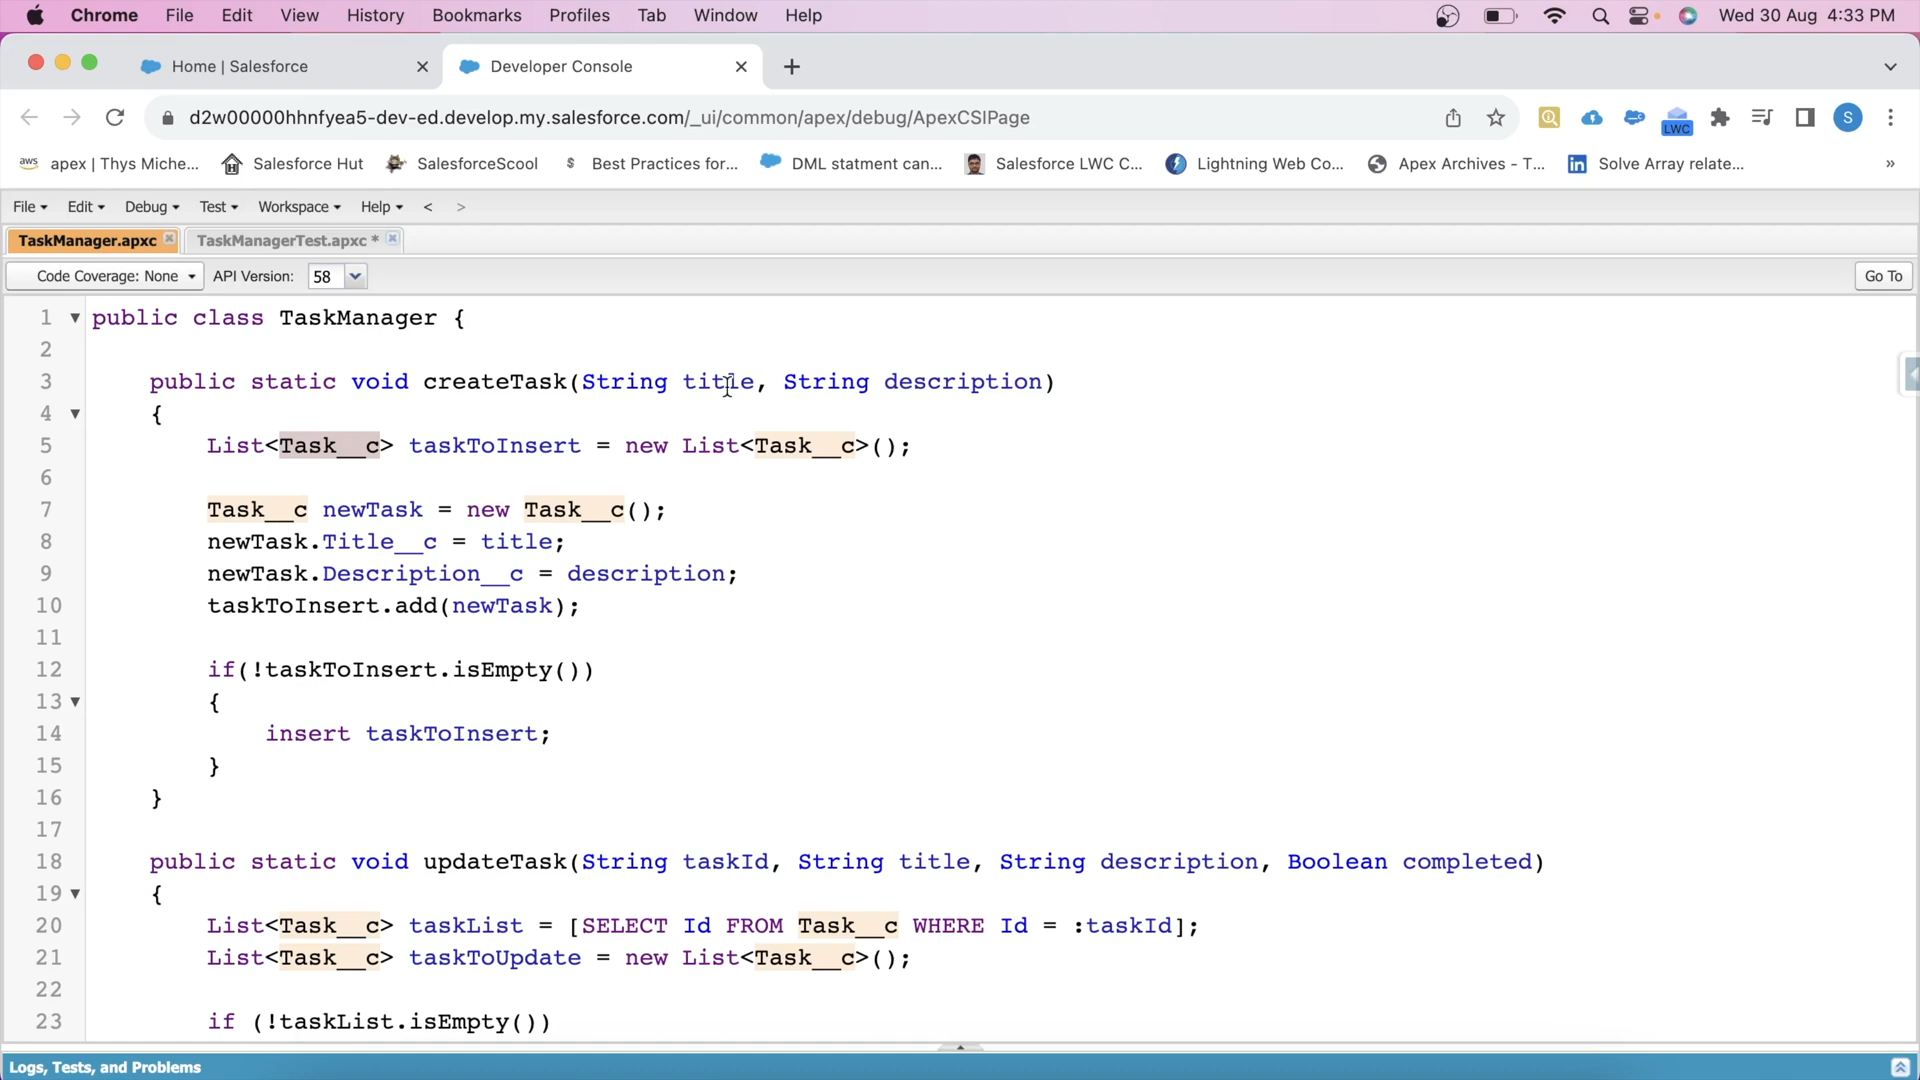 Chrome File Edit View History Bookmarks Profiles Tab Window Help Wed 30 Aug 4:33 PM
Home | Salesforce Developer Console
d2w00000hhnfyea5-dev-ed.develop.my.salesforce.com/_ui/common/apex/debug/ApexCSIPage LWC S
aws apex | Thys Miche... Salesforce Hut SalesforceScool S Best Practices for... DML statment can... Salesforce LWC C... Lightning Web Co... Apex Archives - T... in Solve Array relate... »
File Edit Debug Test Workspace Help < >
TaskManager.apxc TaskManagerTest.apxc *
Code Coverage: None API Version: 58 Go To
1 public class TaskManager {
2
3 public static void createTask(String title, String description)
4 {
5 List<Task__c> taskToInsert = new List<Task__c>();
6
7 Task__c newTask = new Task__c();
8 newTask.Title__c = title;
9 newTask.Description__c = description;
10 taskToInsert.add(newTask);
11
12 if(!taskToInsert.isEmpty())
13 {
14 insert taskToInsert;
15 }
16 }
17
18 public static void updateTask(String taskId, String title, String description, Boolean completed)
19 {
20 List<Task__c> taskList = [SELECT Id FROM Task__c WHERE Id = :taskId];
21 List<Task__c> taskToUpdate = new List<Task__c>();
22
23 if (!taskList.isEmpty())
Logs, Tests, and Problems